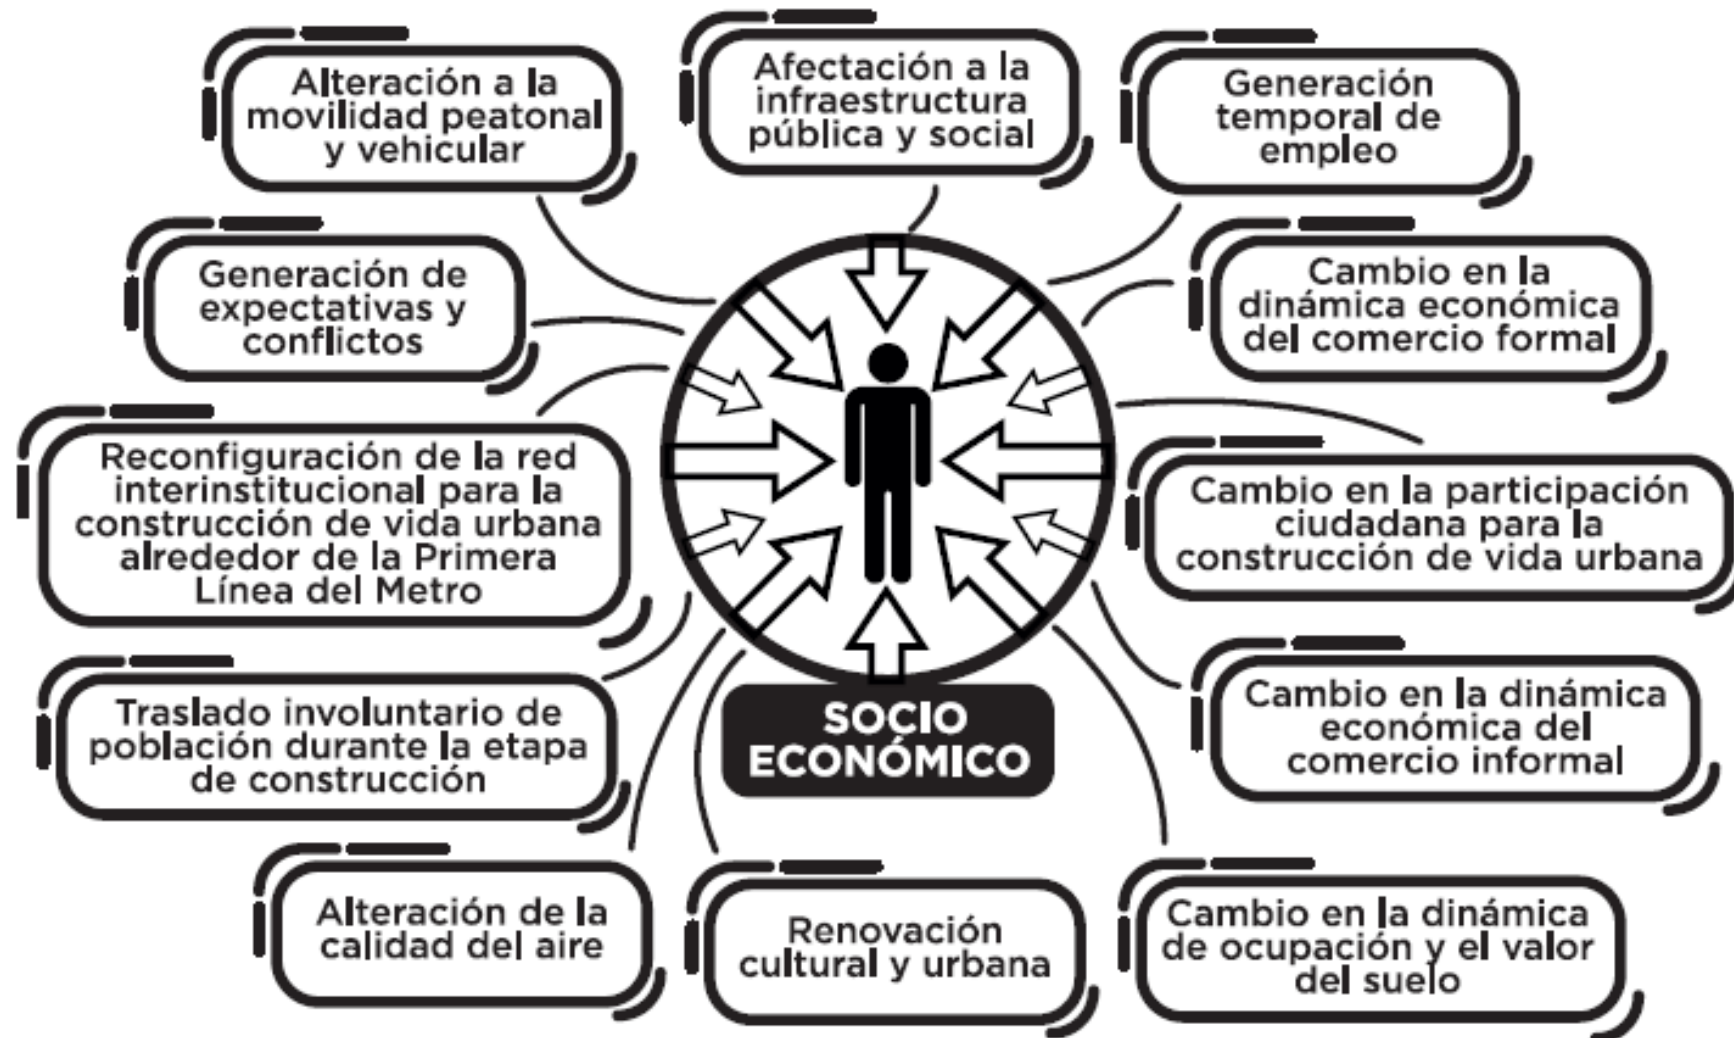 Alteración a la
movilidad peatonal
y vehicular
Afectación a la
infraestructura
pública y social
Generación
temporal de
empleo
Generación de
expectativas y
conflictos
Cambio en la
dinámica económica
del comercio formal
Reconfiguración de la red
interinstitucional para la
construcción de vida urbana
alrededor de la Primera
Línea del Metro
Cambio en la participación
ciudadana para la
construcción de vida urbana
Traslado involuntario de
población durante la etapa
de construcción
SOCIO
ECONÓMICO
Cambio en la dinámica
económica del
comercio informal
Alteración de la
calidad del aire
Renovación
cultural y urbana
Cambio en la dinámica
de ocupación y el valor
del suelo